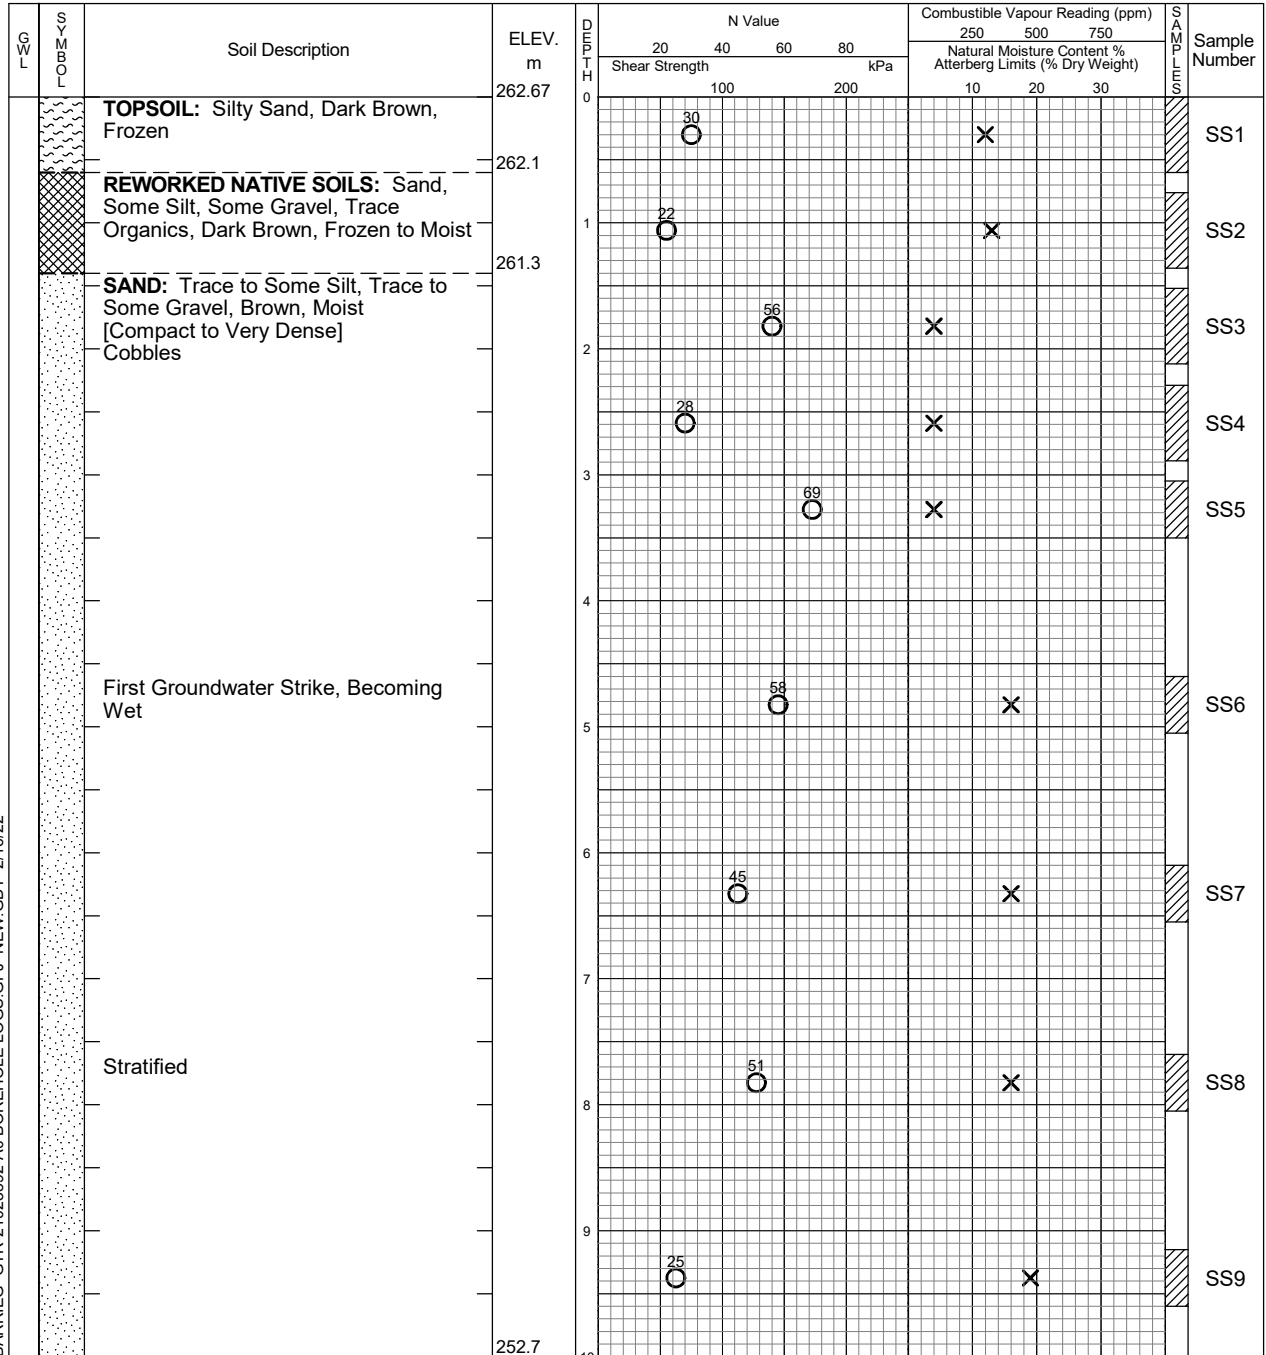 GWL
SYMBOL
Soil Description
ELEV.
m
DEPTH
N Value
20 40 60 80
Shear Strength kPa
100 200
Combustible Vapour Reading (ppm)
250 500 750
Natural Moisture Content %
Atterberg Limits (% Dry Weight)
10 20 30
SAMPLES
Sample
Number
262.67
0
TOPSOIL: Silty Sand, Dark Brown,
Frozen
30
SS1
262.1
REWORKED NATIVE SOILS: Sand,
Some Silt, Some Gravel, Trace
Organics, Dark Brown, Frozen to Moist
22
1
SS2
261.3
SAND: Trace to Some Silt, Trace to
Some Gravel, Brown, Moist
[Compact to Very Dense]
Cobbles
56
SS3
2
28
SS4
3
69
SS5
4
First Groundwater Strike, Becoming
Wet
58
SS6
5
6
45
SS7
7
Stratified
51
SS8
8
9
25
SS9
252.7